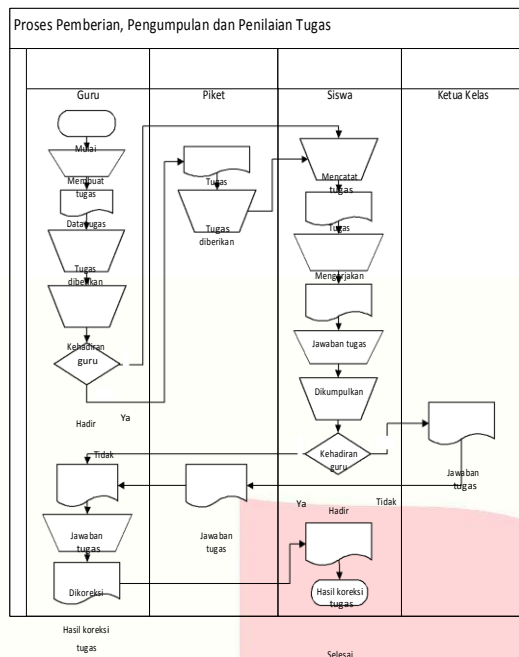 Proses Pemberian, Pengumpulan dan Penilaian Tugas
Guru
Piket
Siswa
Ketua Kelas
Mulai
Membuat
tugas
Data tugas
Tugas
diberikan
Kehadiran
guru
Hadir
Ya
Tidak
Tugas
Tugas
diberikan
Mencatat
tugas
Tugas
Mengerjakan
Jawaban tugas
Dikumpulkan
Kehadiran
guru
Ya
Hadir
Tidak
Jawaban
tugas
Jawaban
tugas
Jawaban
tugas
Dikoreksi
Hasil koreksi
tugas
Hasil koreksi
tugas
Selesai